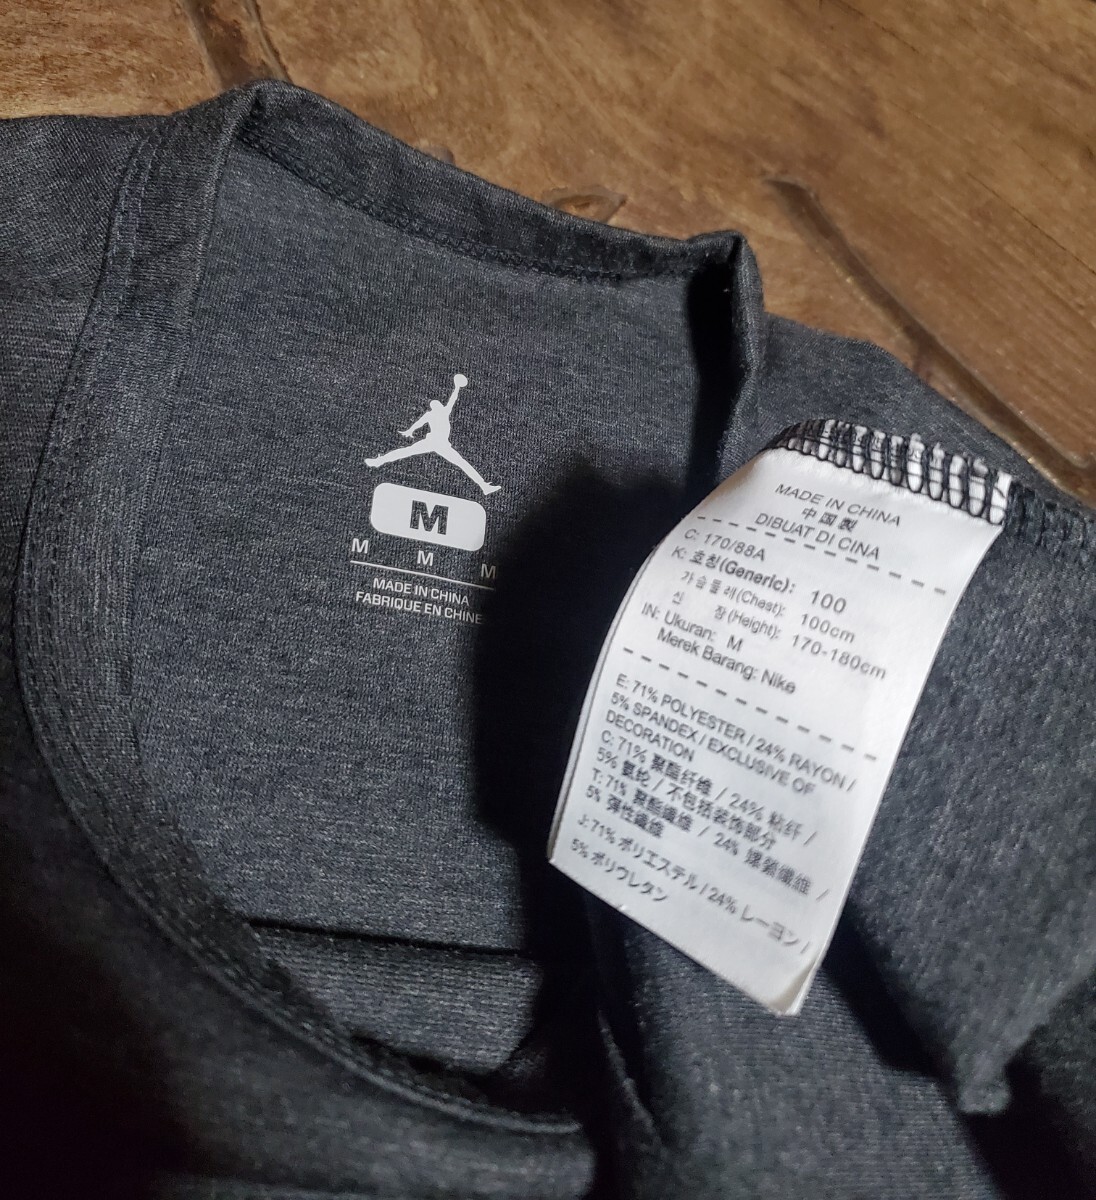 M
M M M
MADE IN CHINA
FABRIQUE EN CHINE
MADE IN CHINA
中国製
DIBUAT DI CINA
C: 170/88A
K: 호칭(Generic): 100
가슴둘레(Chest): 100cm
신 장(Height): 170-180cm
IN: Ukuran: M
Merek Barang: Nike
E: 71% POLYESTER / 24% RAYON /
5% SPANDEX / EXCLUSIVE OF
DECORATION
C: 71% 聚酯纤维 / 24% 粘纤 /
5% 氨纶 / 不包括装饰部分
T: 71% 聚酯纖維 / 24% 嫘縈纖維 /
5% 彈性纖維
J: 71% ポリエステル / 24% レーヨン /
5% ポリウレタン